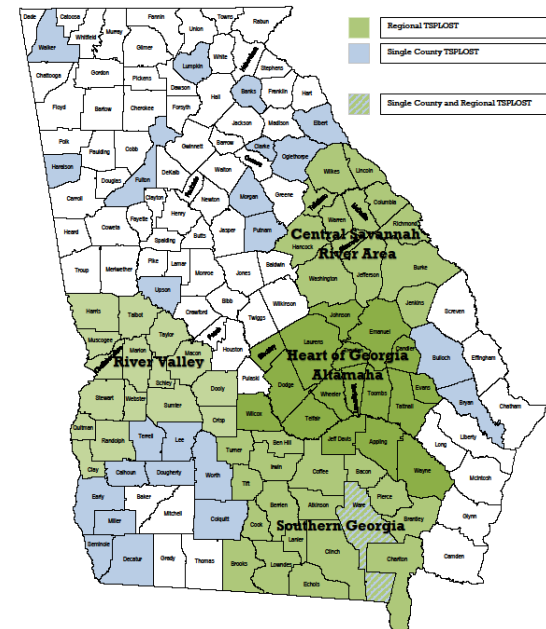 Regional TSPLOST
Single County TSPLOST
Single County and Regional TSPLOST
Dade
Catoosa
Fannin
Towns
Rabun
Union
Walker
Whitfield
Murray
Gilmer
White
Habersham
Lumpkin
Stephens
Chattooga
Gordon
Pickens
Dawson
Banks
Franklin
Hart
Hall
Floyd
Bartow
Cherokee
Forsyth
Jackson
Madison
Elbert
Polk
Paulding
Cobb
Gwinnett
Barrow
Clarke
Oglethorpe
Wilkes
Lincoln
Haralson
Douglas
Fulton
DeKalb
Walton
Oconee
Greene
Columbia
Carroll
Clayton
Rockdale
Newton
Morgan
Taliaferro
McDuffie
Warren
Richmond
Heard
Coweta
Fayette
Henry
Butts
Jasper
Putnam
Hancock
Spalding
Central Savannah
River Area
Troup
Meriwether
Pike
Lamar
Monroe
Jones
Baldwin
Washington
Jefferson
Burke
Upson
Bibb
Wilkinson
Jenkins
Screven
Harris
Talbot
Crawford
Twiggs
Johnson
Emanuel
Muscogee
Taylor
Peach
Houston
Bleckley
Laurens
Candler
Bulloch
Effingham
Marion
Macon
River Valley
Heart of Georgia
Altamaha
Pulaski
Dodge
Wheeler
Toombs
Evans
Bryan
Chatham
Stewart
Webster
Schley
Sumter
Dooly
Wilcox
Telfair
Tattnall
Liberty
Long
Quitman
Randolph
Terrell
Lee
Crisp
Turner
Ben Hill
Jeff Davis
Appling
Wayne
McIntosh
Clay
Calhoun
Dougherty
Worth
Tift
Irwin
Coffee
Bacon
Pierce
Early
Baker
Mitchell
Colquitt
Cook
Berrien
Atkinson
Ware
Brantley
Glynn
Miller
Southern Georgia
Lanier
Clinch
Charlton
Camden
Seminole
Decatur
Grady
Thomas
Brooks
Lowndes
Echols